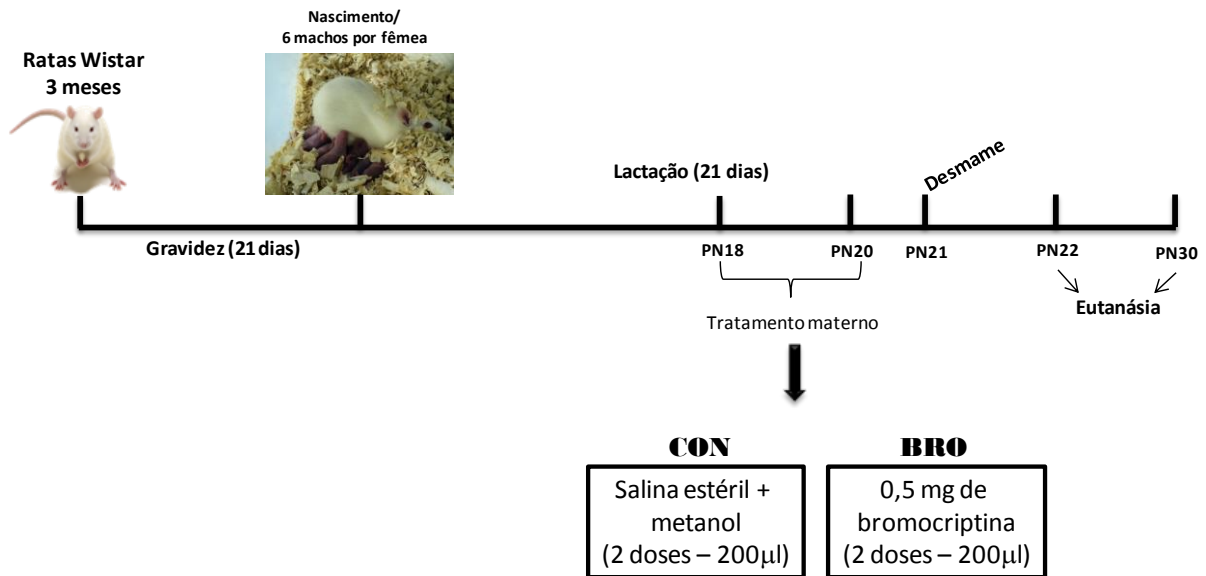 Nascimento/
6 machos por fêmea
Ratas Wistar
3 meses
Lactação (21 dias)
Desmame
Gravidez (21 dias)
PN18
PN20
PN21
PN22
PN30
Tratamento materno
Eutanásia
CON
BRO
Salina estéril +
metanol
(2 doses – 200µl)
0,5 mg de
bromocriptina
(2 doses – 200µl)